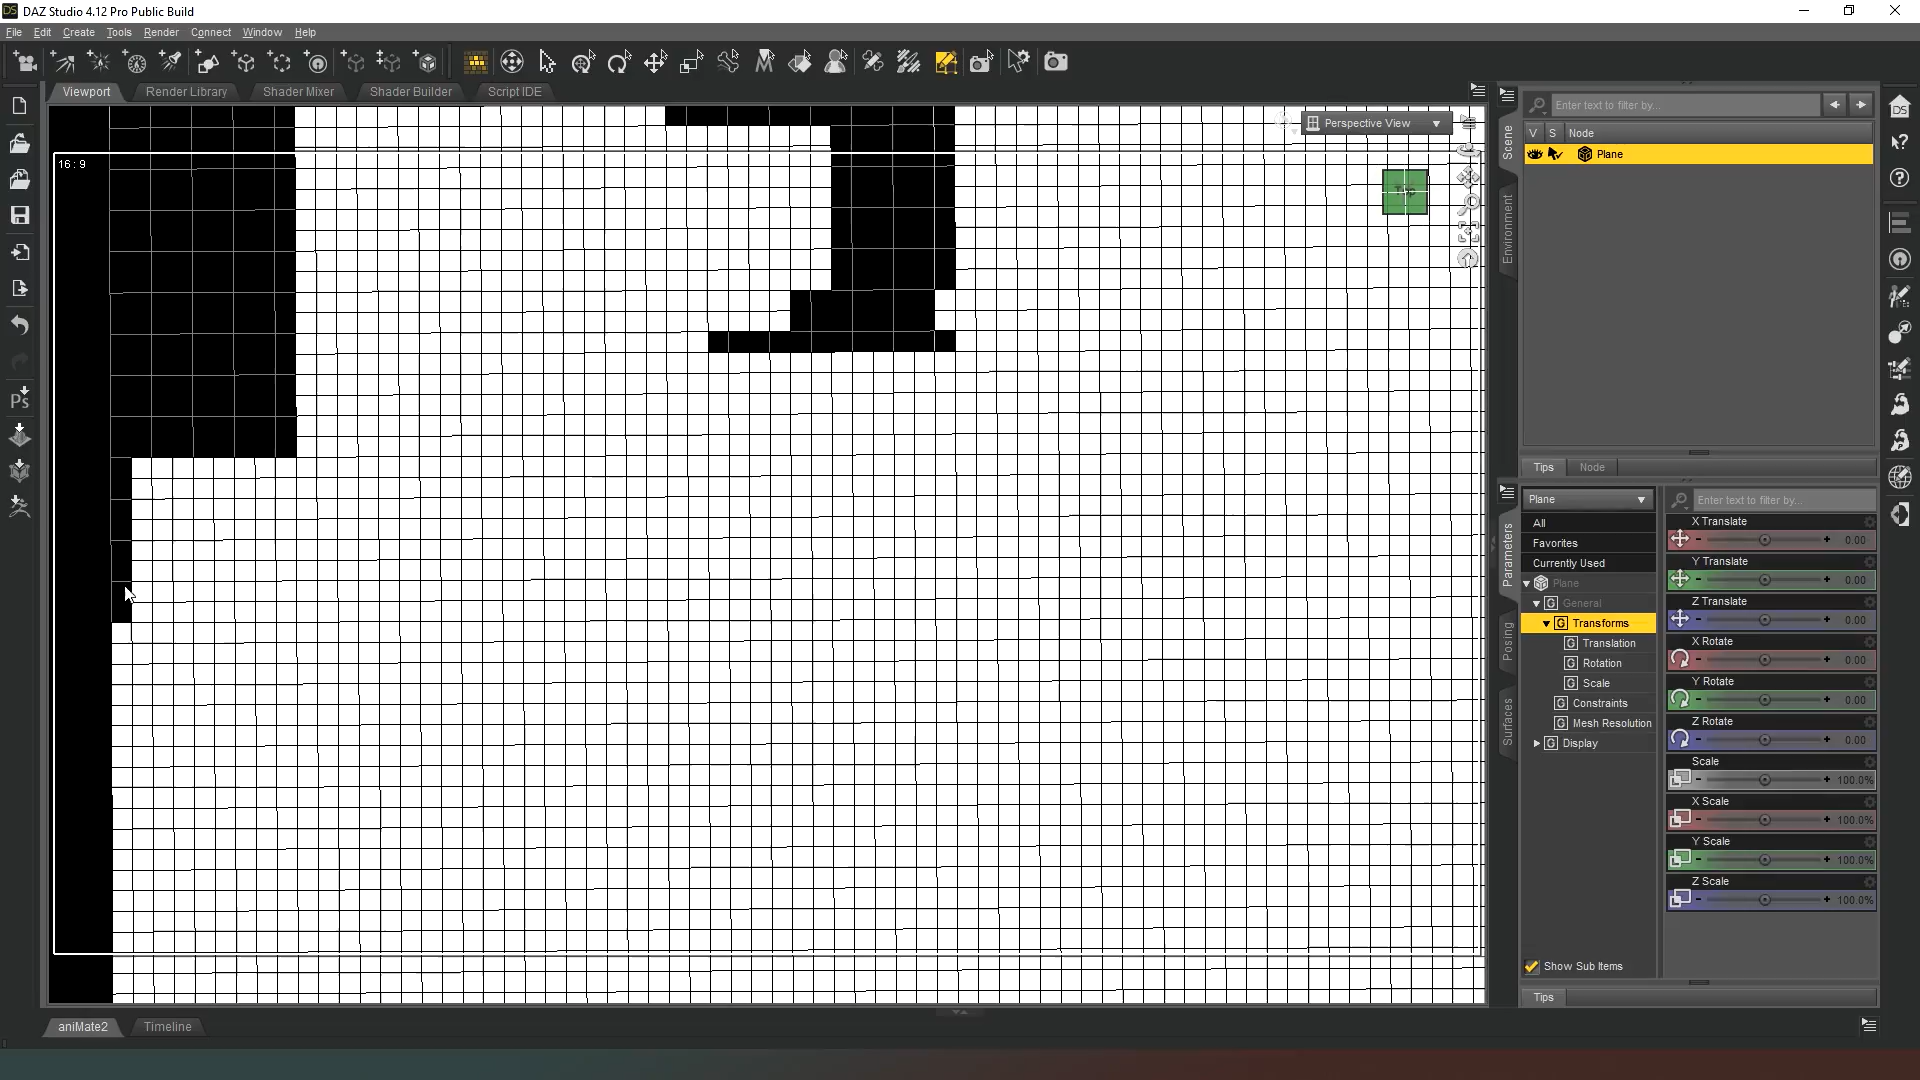 DAZ Studio 4.12 Pro Public Build
File Edit Create Tools Render Connect Window Help
Viewport Render Library Shader Mixer Shader Builder Script IDE
16 : 9
Perspective View
Top
Enter text to filter by...
V S Node
Plane
Scene
Environment
Tips Node
Plane
Enter text to filter by...
All
Favorites
Currently Used
Plane
General
Transforms
Translation
Rotation
Scale
Constraints
Mesh Resolution
Display
Parameters
Posing
Surfaces
X Translate
0.00
Y Translate
0.00
Z Translate
0.00
X Rotate
0.00
Y Rotate
0.00
Z Rotate
0.00
Scale
100.0%
X Scale
100.0%
Y Scale
100.0%
Z Scale
100.0%
Show Sub Items
Tips
aniMate2 Timeline